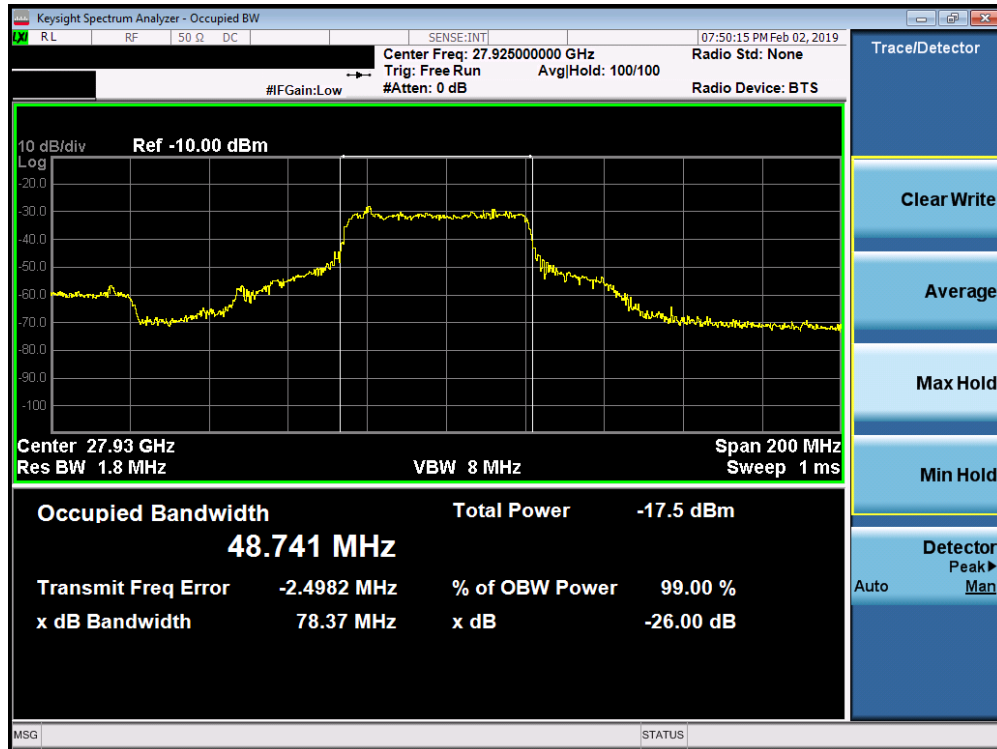 Keysight Spectrum Analyzer - Occupied BW
LXI RL RF 50 Ω DC SENSE:INT 07:50:15 PM Feb 02, 2019
Center Freq: 27.925000000 GHz Radio Std: None
Trig: Free Run Avg|Hold: 100/100
#IFGain:Low #Atten: 0 dB Radio Device: BTS
10 dB/div Ref -10.00 dBm
Log
-20.0
-30.0
-40.0
-50.0
-60.0
-70.0
-80.0
-90.0
-100
Center 27.93 GHz Span 200 MHz
Res BW 1.8 MHz VBW 8 MHz Sweep 1 ms
Occupied Bandwidth Total Power -17.5 dBm
48.741 MHz
Transmit Freq Error -2.4982 MHz % of OBW Power 99.00 %
x dB Bandwidth 78.37 MHz x dB -26.00 dB
MSG STATUS
Trace/Detector
Clear Write
Average
Max Hold
Min Hold
Detector
Peak
Auto Man